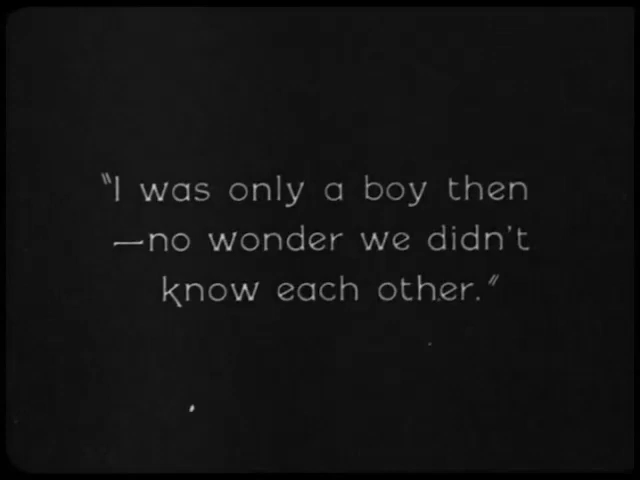 "I was only a boy then
—no wonder we didn't
know each other."